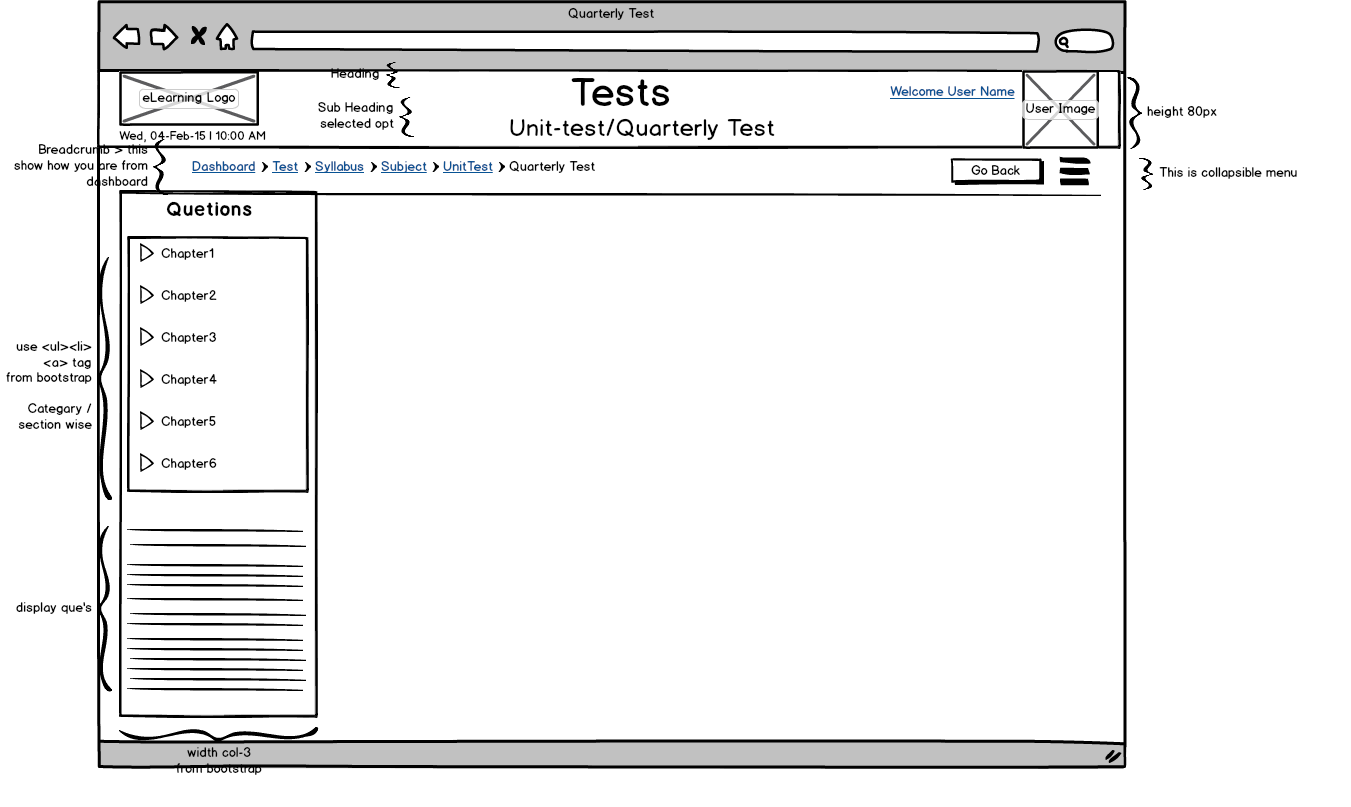 Quarterly Test
eLearning Logo
Wed, 04-Feb-15 | 10:00 AM
Heading
Sub Heading
selected opt
Tests
Unit-test/Quarterly Test
Welcome User Name
User Image
height 80px
Breadcrumb > this
show how you are from
dashboard
Dashboard > Test > Syllabus > Subject > UnitTest > Quarterly Test
Go Back
This is collapsible menu
Quetions
Chapter1
Chapter2
Chapter3
Chapter4
Chapter5
Chapter6
use <ul><li>
<a> tag
from bootstrap
Categary /
section wise
display que's
width col-3
from bootstrap